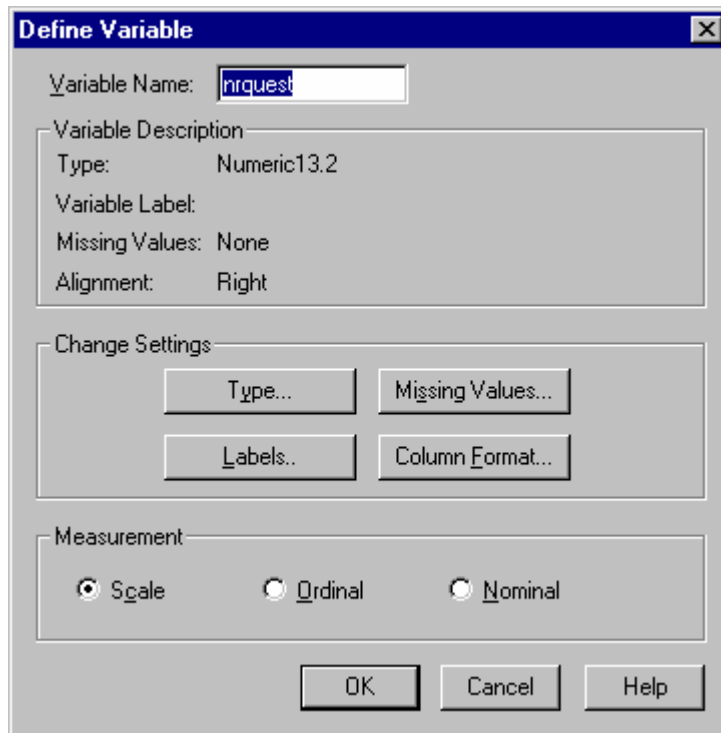 Define Variable
Variable Name: nrquest
Variable Description
Type: Numeric13.2
Variable Label:
Missing Values: None
Alignment: Right
Change Settings
Type... Missing Values...
Labels.. Column Format...
Measurement
Scale Ordinal Nominal
OK Cancel Help